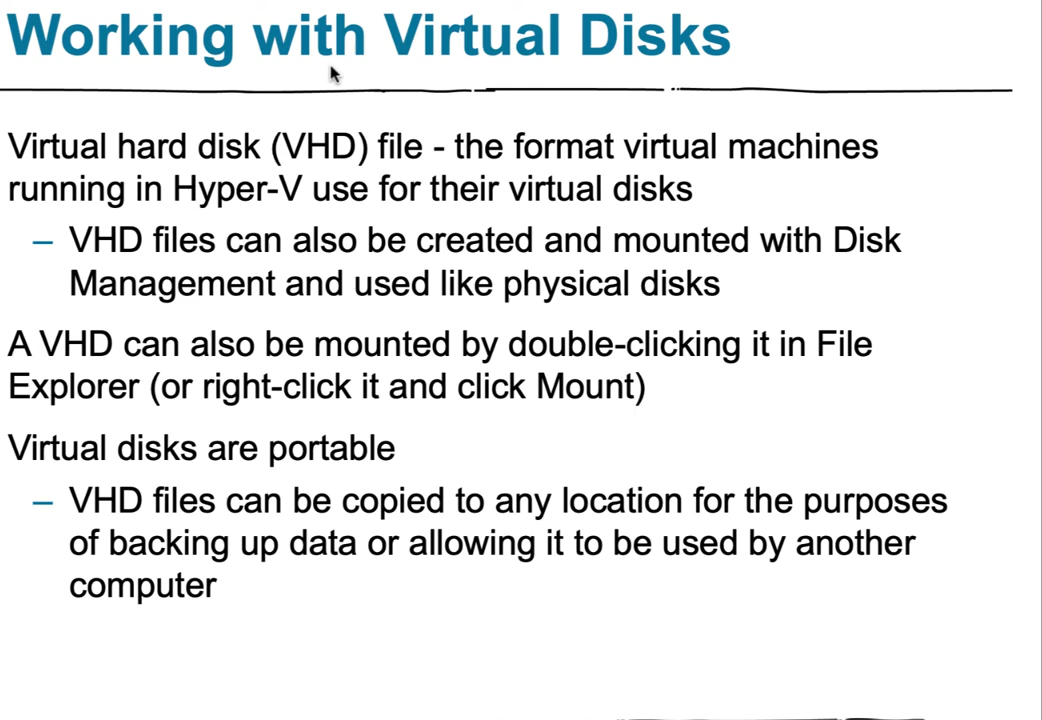 Working with Virtual Disks
Virtual hard disk (VHD) file - the format virtual machines
running in Hyper-V use for their virtual disks
– VHD files can also be created and mounted with Disk
Management and used like physical disks
A VHD can also be mounted by double-clicking it in File
Explorer (or right-click it and click Mount)
Virtual disks are portable
– VHD files can be copied to any location for the purposes
of backing up data or allowing it to be used by another
computer